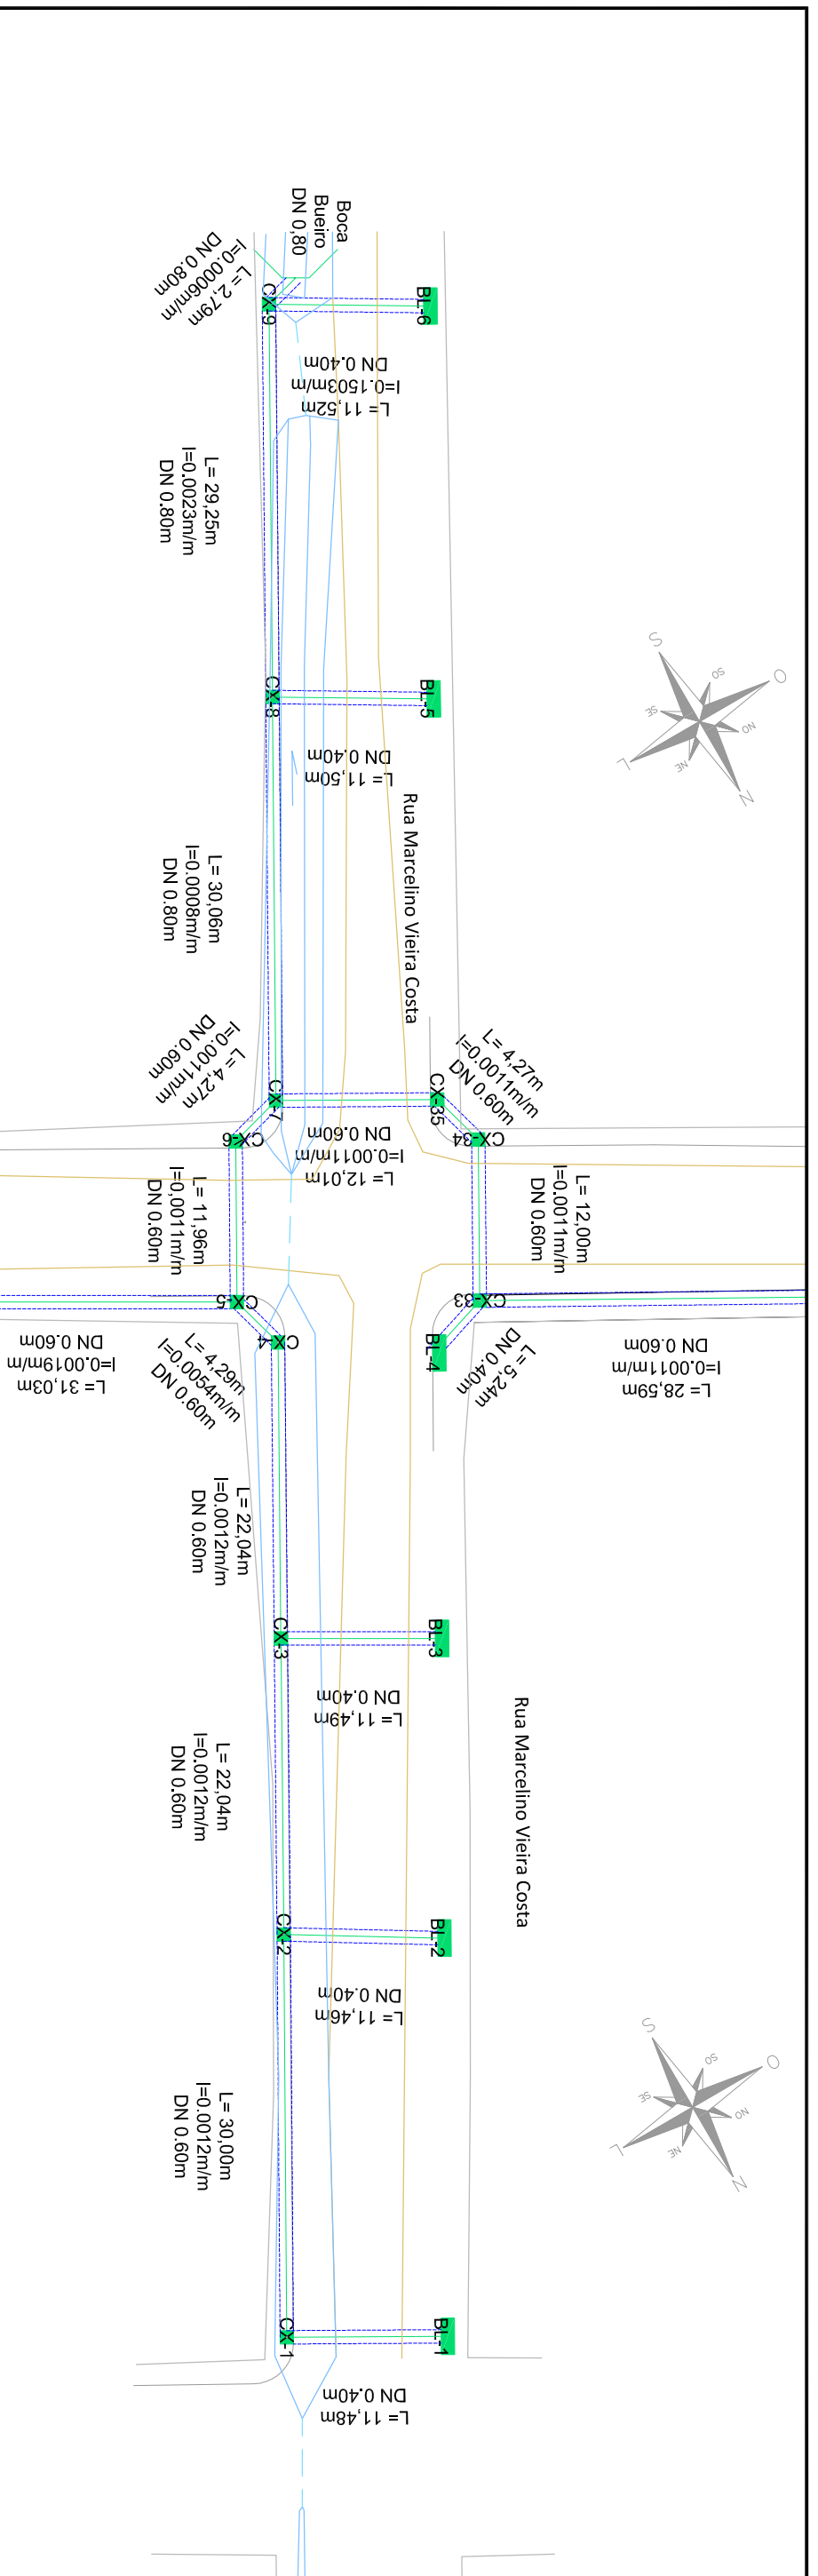 Boca
Bueiro
DN 0,80
L= 2,79m
I=0.0006m/m
DN 0.80m
CX-9
BL-6
L= 11,52m
I=0.1503m/m
DN 0.40m
L= 29,25m
I=0.0023m/m
DN 0.80m
S
SO
O
SE
NO
L
NE
N
CX-8
BL-5
L= 11,50m
DN 0.40m
Rua Marcelino Vieira Costa
L= 30,06m
I=0.0008m/m
DN 0.80m
L= 4,27m
I=0.0011m/m
DN 0.60m
L= 4,27m
I=0.0011m/m
DN 0.60m
CX-7
CX-35
CX-6
CX-34
L= 12,01m
I=0.0011m/m
DN 0.60m
L= 11,96m
I=0,0011m/m
DN 0.60m
L= 12,00m
I=0.0011m/m
DN 0.60m
CX-5
CX-33
CX-4
BL-4
L= 31,03m
I=0.0019m/m
DN 0.60m
L= 4,29m
I=0.0054m/m
DN 0.60m
L= 5,24m
DN 0.40m
L= 28,59m
I=0.0011m/m
DN 0.60m
L= 22,04m
I=0.0012m/m
DN 0.60m
CX-3
BL-3
L= 11,49m
DN 0.40m
Rua Marcelino Vieira Costa
L= 22,04m
I=0.0012m/m
DN 0.60m
CX-2
BL-2
L= 11,46m
DN 0.40m
S
SO
O
SE
NO
L
NE
N
L= 30,00m
I=0.0012m/m
DN 0.60m
CX-1
BL-1
L= 11,48m
DN 0.40m